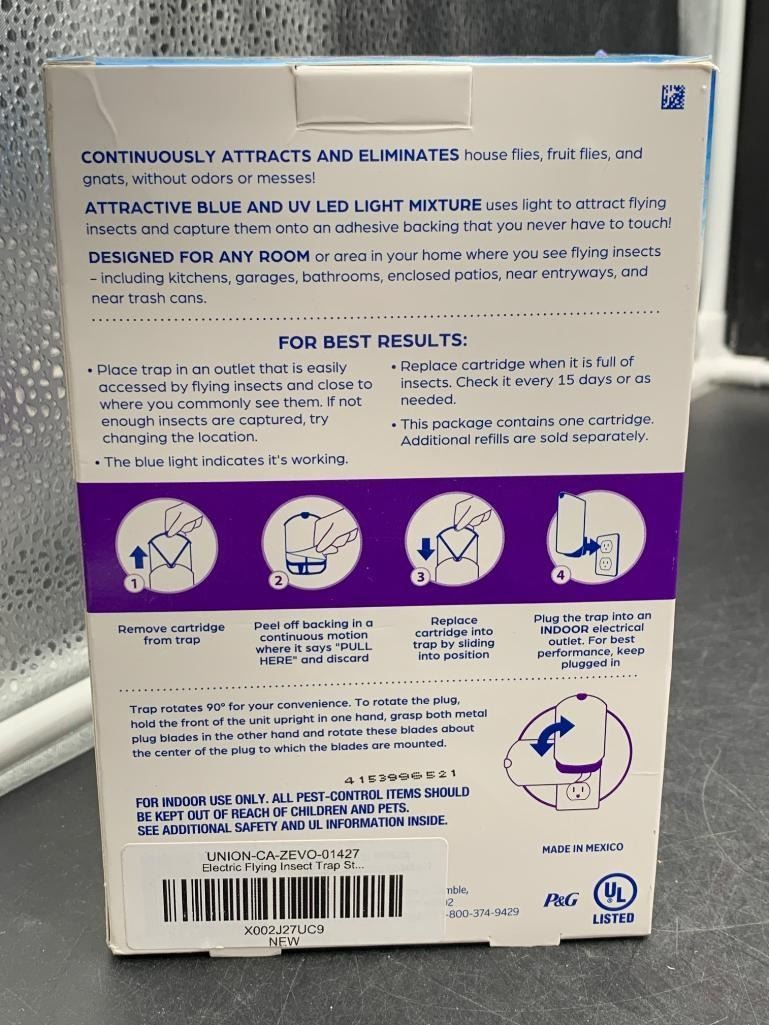 CONTINUOUSLY ATTRACTS AND ELIMINATES house flies, fruit flies, and
gnats, without odors or messes!
ATTRACTIVE BLUE AND UV LED LIGHT MIXTURE uses light to attract flying
insects and capture them onto an adhesive backing that you never have to touch!
DESIGNED FOR ANY ROOM or area in your home where you see flying insects
– including kitchens, garages, bathrooms, enclosed patios, near entryways, and
near trash cans.
FOR BEST RESULTS:
• Place trap in an outlet that is easily
accessed by flying insects and close to
where you commonly see them. If not
enough insects are captured, try
changing the location.
• The blue light indicates it's working.
• Replace cartridge when it is full of
insects. Check it every 15 days or as
needed.
• This package contains one cartridge.
Additional refills are sold separately.
1
2
3
4
Remove cartridge
from trap
Peel off backing in a
continuous motion
where it says "PULL
HERE" and discard
Replace
cartridge into
trap by sliding
into position
Plug the trap into an
INDOOR electrical
outlet. For best
performance, keep
plugged in
Trap rotates 90° for your convenience. To rotate the plug,
hold the front of the unit upright in one hand, grasp both metal
plug blades in the other hand and rotate these blades about
the center of the plug to which the blades are mounted.
4153996521
FOR INDOOR USE ONLY. ALL PEST-CONTROL ITEMS SHOULD
BE KEPT OUT OF REACH OF CHILDREN AND PETS.
SEE ADDITIONAL SAFETY AND UL INFORMATION INSIDE.
UNION-CA-ZEVO-01427
Electric Flying Insect Trap St...
X002J27UC9
NEW
mble,
02
-800-374-9429
MADE IN MEXICO
P&G
UL
LISTED